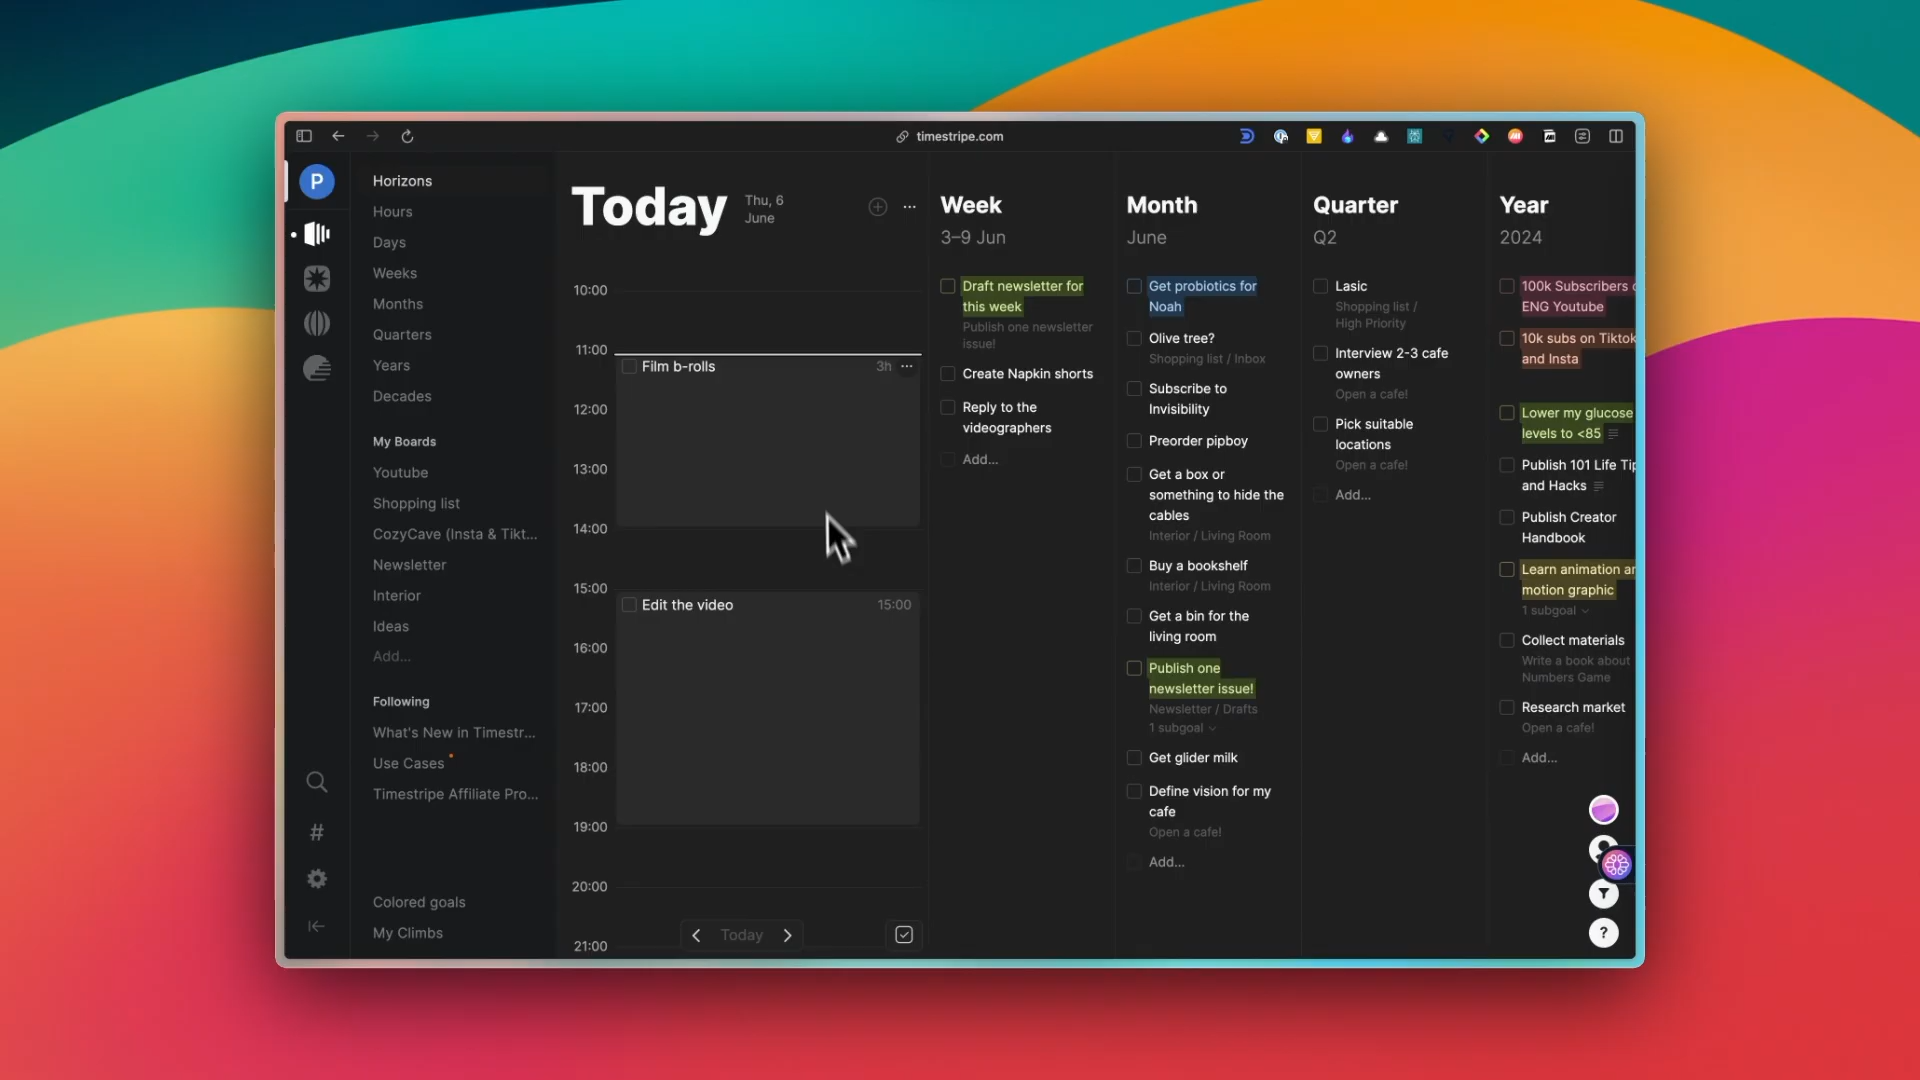 timestripe.com
P
Horizons
Hours
Days
Weeks
Months
Quarters
Years
Decades
My Boards
Youtube
Shopping list
CozyCave (Insta & Tikt...
Newsletter
Interior
Ideas
Add...
Following
What's New in Timestr...
Use Cases
Timestripe Affiliate Pro...
Colored goals
My Climbs
#
Today
Thu, 6
June
10:00
11:00
Film b-rolls 3h
12:00
13:00
14:00
15:00
Edit the video 15:00
16:00
17:00
18:00
19:00
20:00
21:00
Today
Week
3–9 Jun
Draft newsletter for
this week
Publish one newsletter
issue!
Create Napkin shorts
Reply to the
videographers
Add...
Month
June
Get probiotics for
Noah
Olive tree?
Shopping list / Inbox
Subscribe to
Invisibility
Preorder pipboy
Get a box or
something to hide the
cables
Interior / Living Room
Buy a bookshelf
Interior / Living Room
Get a bin for the
living room
Publish one
newsletter issue!
Newsletter / Drafts
1 subgoal
Get glider milk
Define vision for my
cafe
Open a cafe!
Add...
Quarter
Q2
Lasic
Shopping list /
High Priority
Interview 2-3 cafe
owners
Open a cafe!
Pick suitable
locations
Open a cafe!
Add...
Year
2024
100k Subscribers
ENG Youtube
10k subs on Tiktok
and Insta
Lower my glucose
levels to <85
Publish 101 Life Tip
and Hacks
Publish Creator
Handbook
Learn animation
motion graphic
1 subgoal
Collect materials
Write a book about
Numbers Game
Research market
Open a cafe!
Add...
?